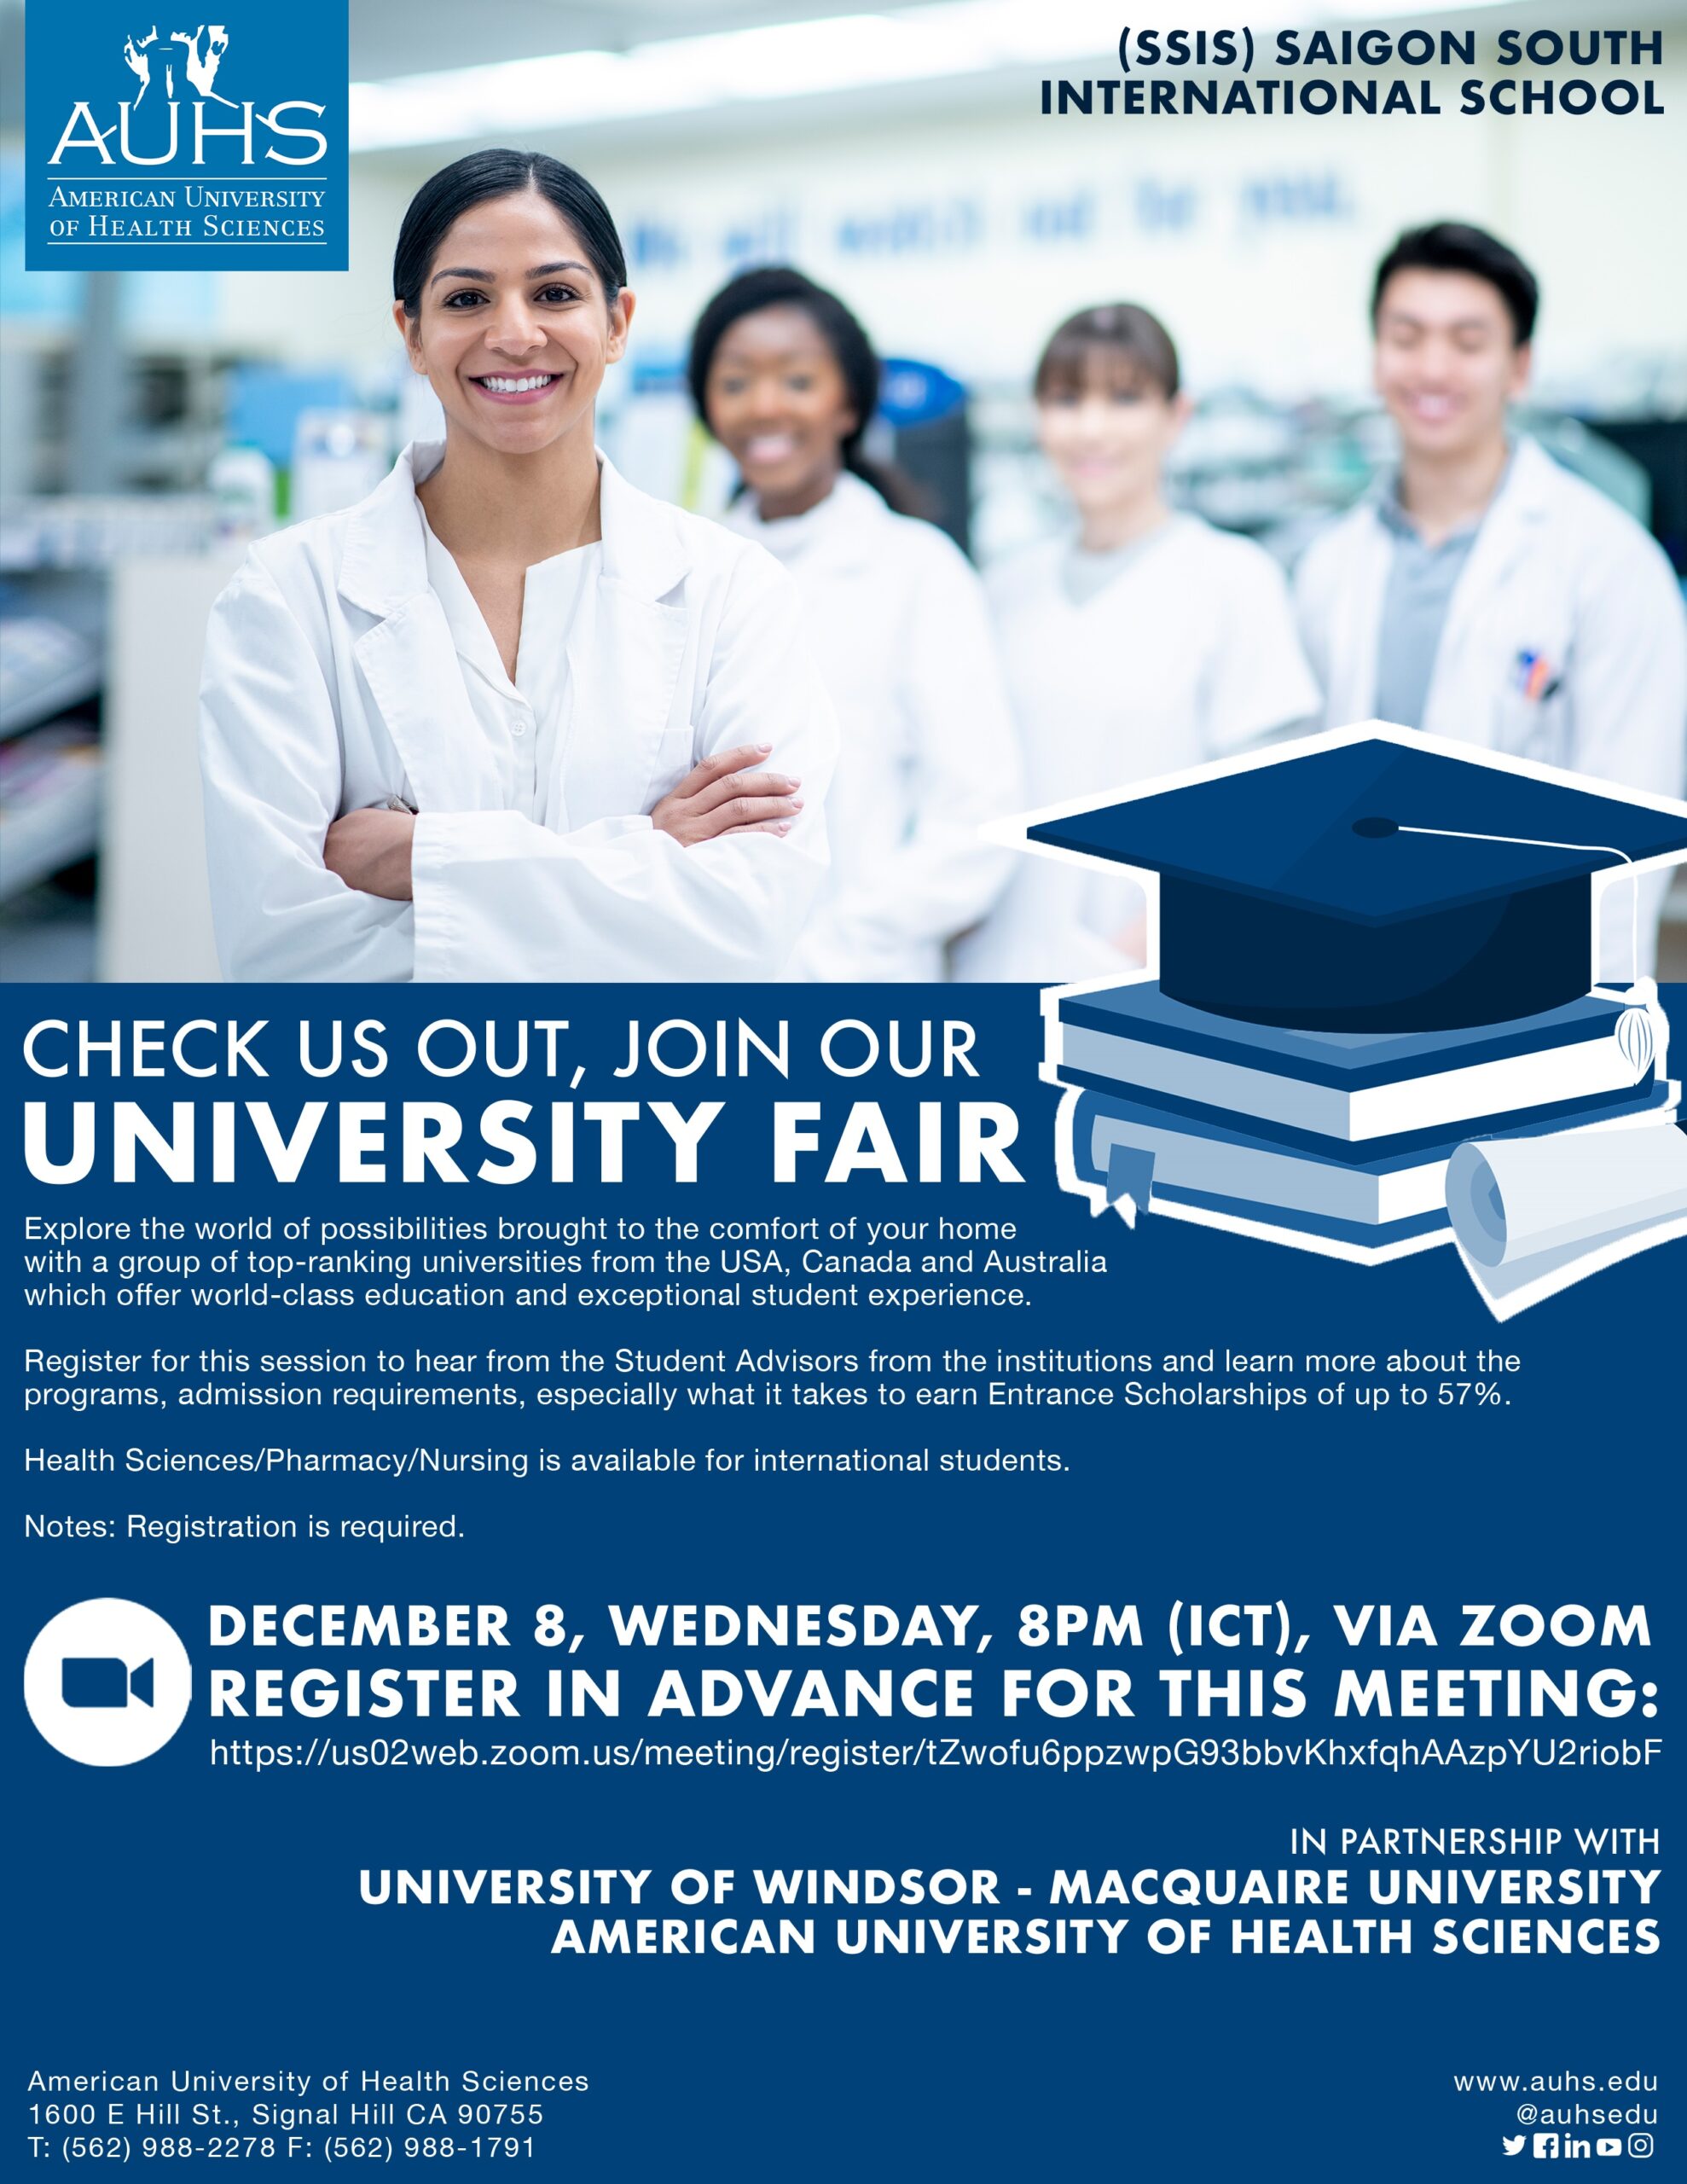 AUHS
AMERICAN UNIVERSITY
OF HEALTH SCIENCES
(SSIS) SAIGON SOUTH
INTERNATIONAL SCHOOL
CHECK US OUT, JOIN OUR
UNIVERSITY FAIR
Explore the world of possibilities brought to the comfort of your home
with a group of top-ranking universities from the USA, Canada and Australia
which offer world-class education and exceptional student experience.
Register for this session to hear from the Student Advisors from the institutions and learn more about the
programs, admission requirements, especially what it takes to earn Entrance Scholarships of up to 57%.
Health Sciences/Pharmacy/Nursing is available for international students.
Notes: Registration is required.
DECEMBER 8, WEDNESDAY, 8PM (ICT), VIA ZOOM
REGISTER IN ADVANCE FOR THIS MEETING:
https://us02web.zoom.us/meeting/register/tZwofu6ppzwpG93bbvKhxfqhAAzpYU2riobF
IN PARTNERSHIP WITH
UNIVERSITY OF WINDSOR - MACQUAIRE UNIVERSITY
AMERICAN UNIVERSITY OF HEALTH SCIENCES
American University of Health Sciences
1600 E Hill St., Signal Hill CA 90755
T: (562) 988-2278 F: (562) 988-1791
www.auhs.edu
@auhsedu